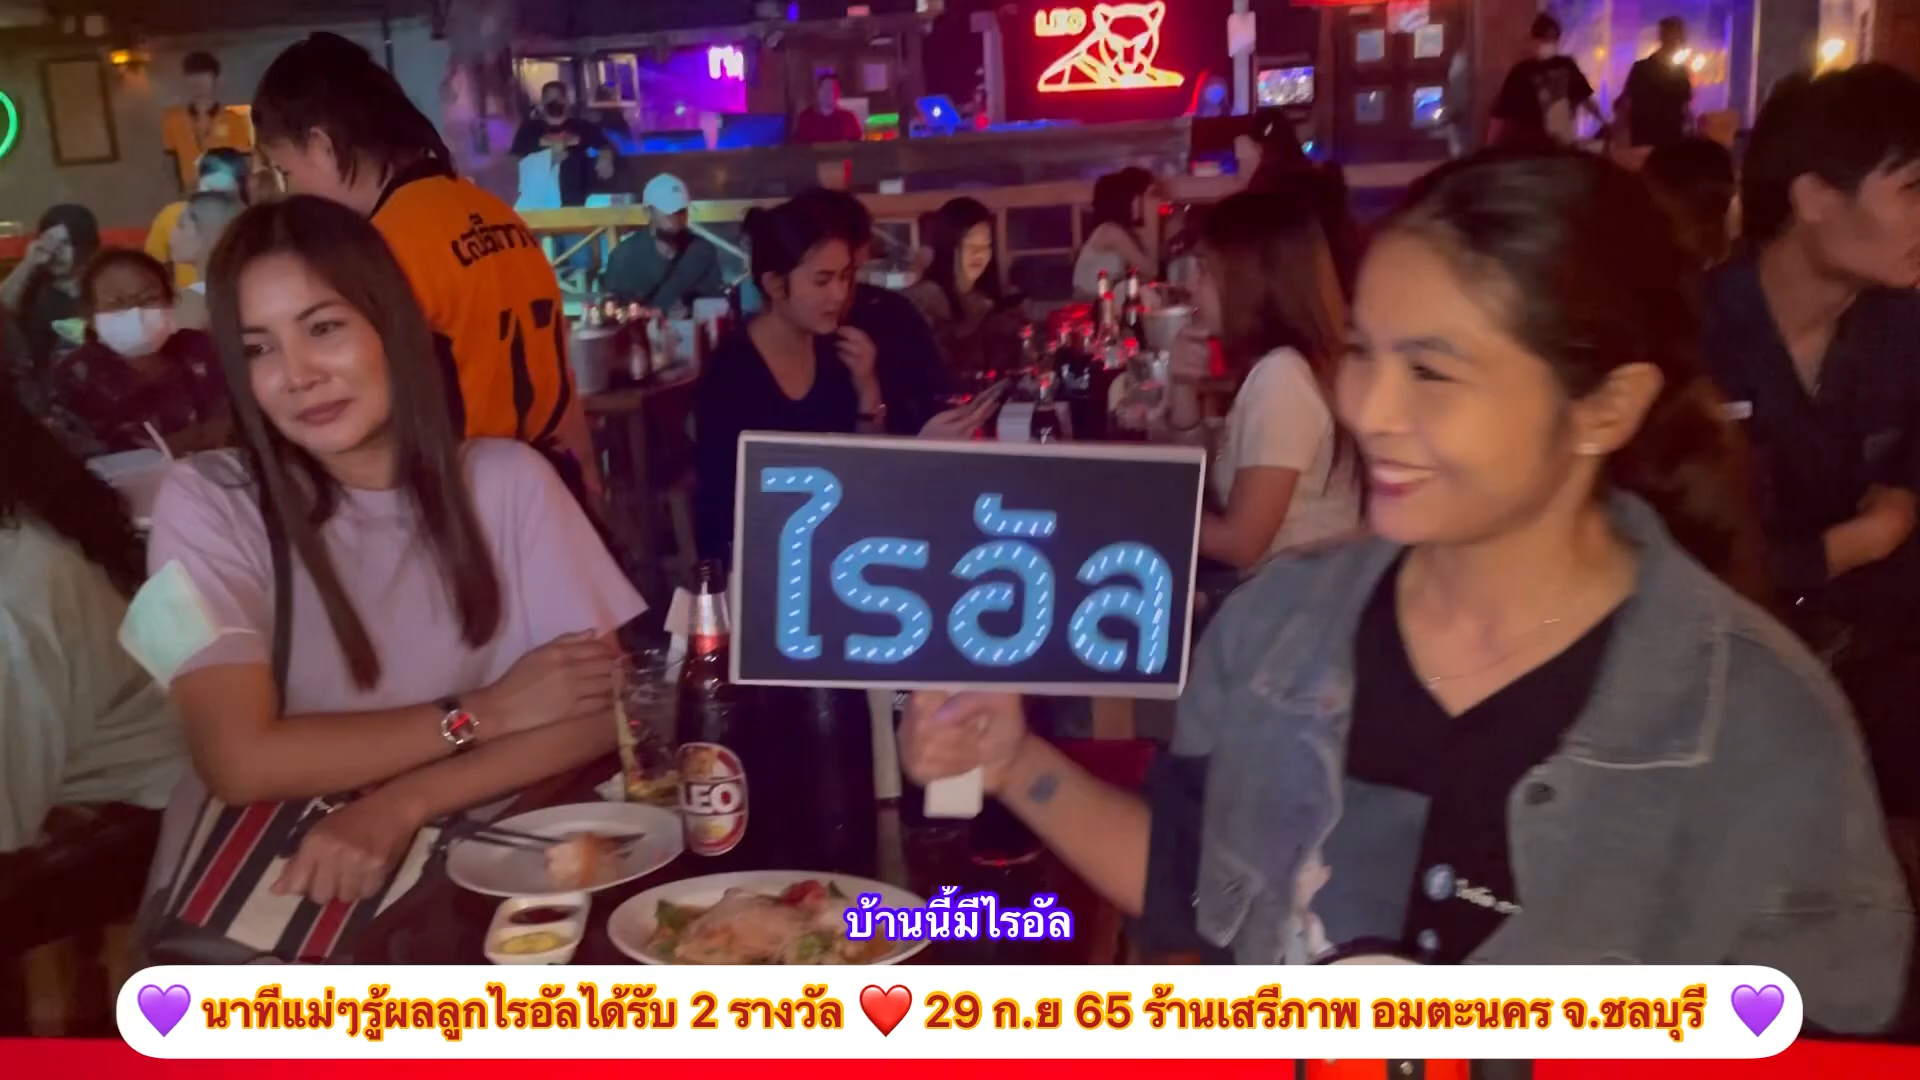 LEO
ไรอัล
LEO
บ้านนี้มีไรอัล
💜 นาทีแม่ๆรู้ผลลูกไรอัลได้รับ 2 รางวัล ❤️ 29 ก.ย 65 ร้านเสรีภาพ อมตะนคร จ.ชลบุรี 💜